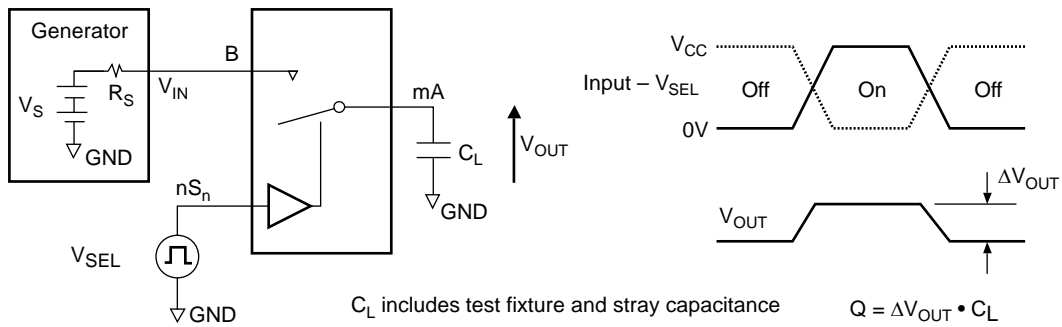 Generator
V_S
R_S
GND
V_IN
B
mA
C_L
GND
V_OUT
nS_n
V_SEL
GND
C_L includes test fixture and stray capacitance
V_CC
Input – V_SEL
0V
Off
On
Off
V_OUT
ΔV_OUT
Q = ΔV_OUT • C_L